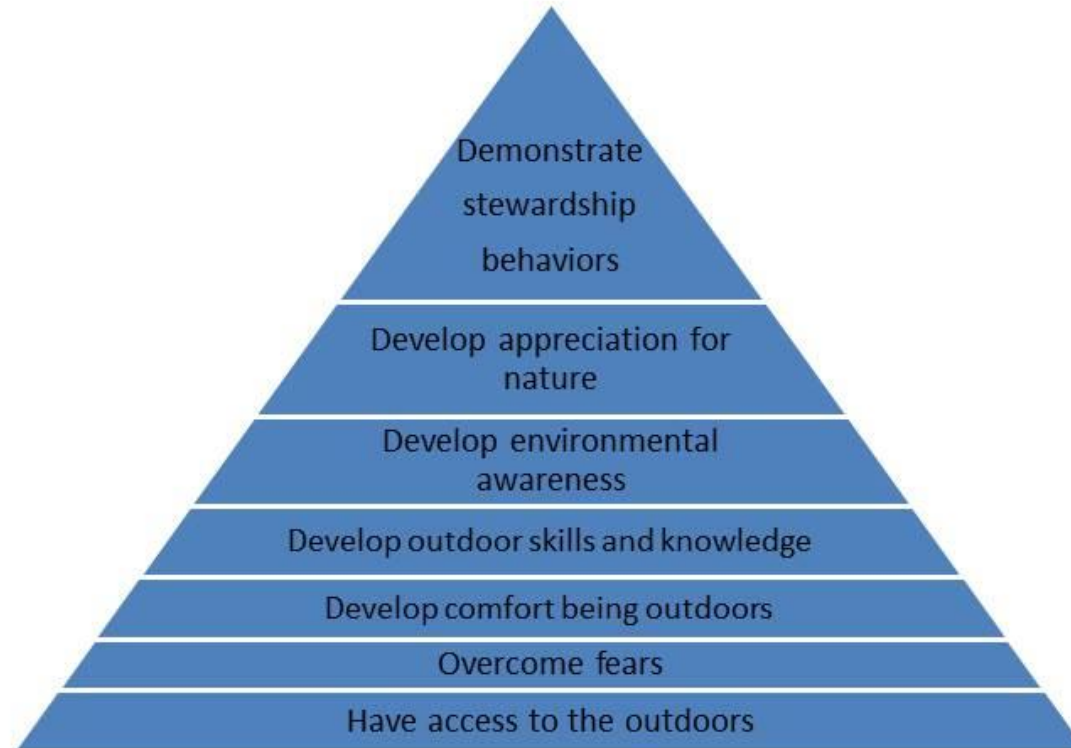 Demonstrate
stewardship
behaviors
Develop appreciation for
nature
Develop environmental
awareness
Develop outdoor skills and knowledge
Develop comfort being outdoors
Overcome fears
Have access to the outdoors